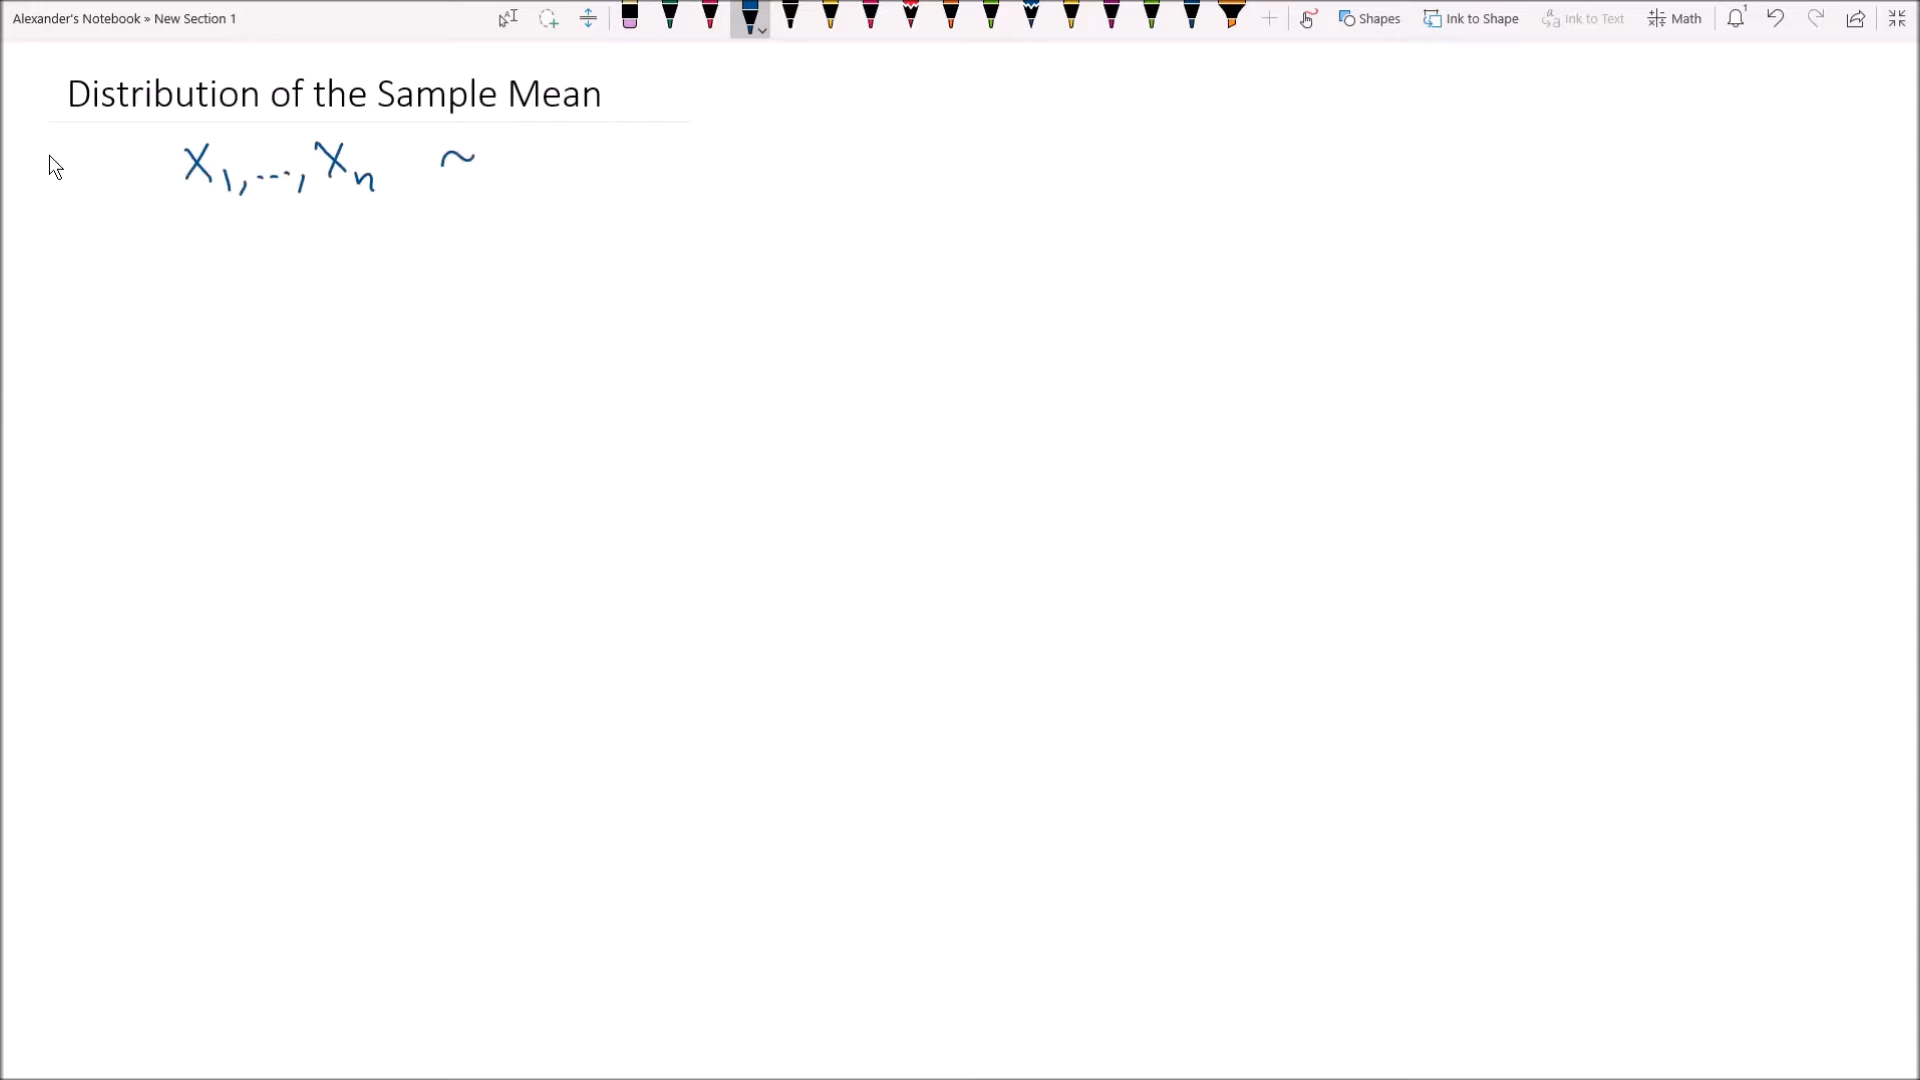 Alexander's Notebook » New Section 1
Shapes Ink to Shape Ink to Text Math 1
Distribution of the Sample Mean
X₁,...,Xₙ ~